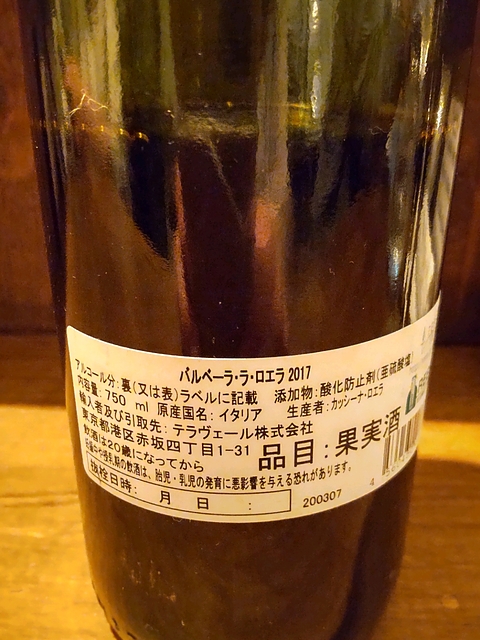 バルベーラ・ラ・ロエラ 2017
アルコール分: 裏(又は表)ラベルに記載 添加物: 酸化防止剤(亜硫酸塩
内容量: 750 ml 原産国名: イタリア 生産者: カッシーナ・ロエラ
輸入者及び引取先: テラヴェール株式会社
東京都港区赤坂四丁目1-31
品目: 果実酒
飲酒は20歳になってから
妊娠中や授乳期の飲酒は、胎児・乳児の発育に悪影響を与える恐れがあります。
抜栓日時: 月 日 :
200307